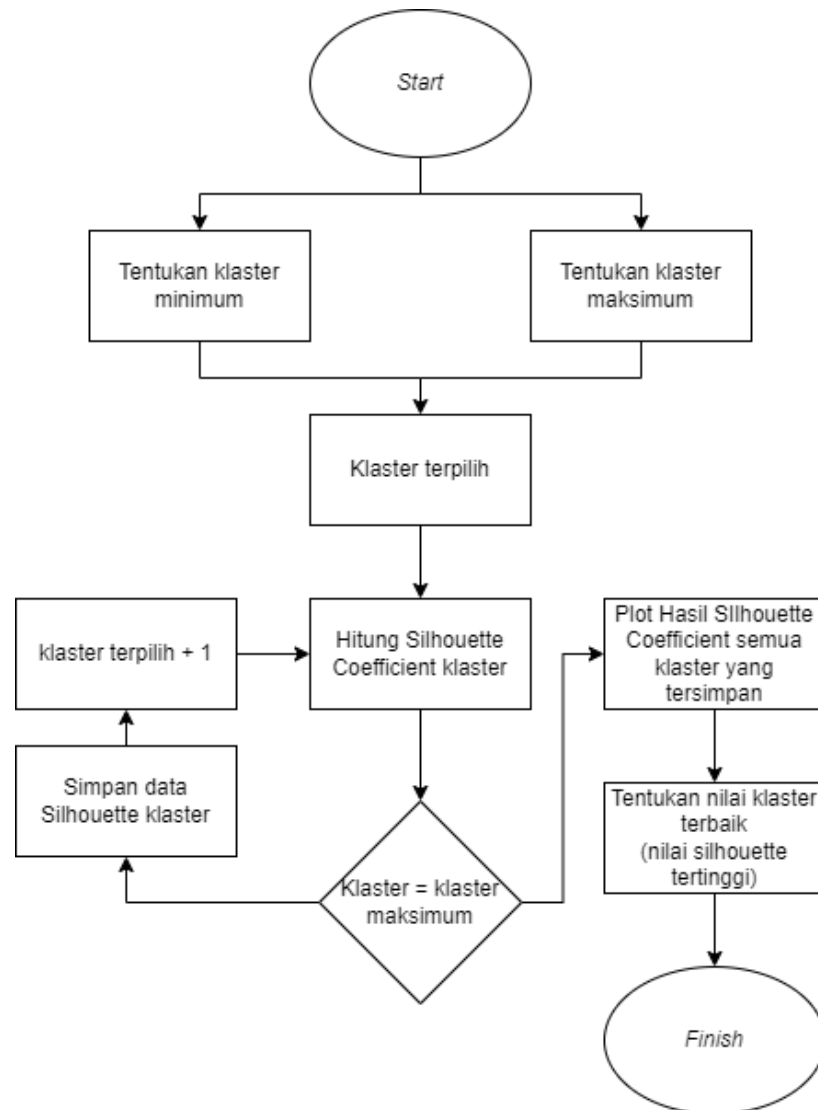 Start
Tentukan klaster
minimum
Tentukan klaster
maksimum
Klaster terpilih
klaster terpilih + 1
Hitung Silhouette
Coefficient klaster
Plot Hasil SIlhouette
Coefficient semua
klaster yang
tersimpan
Simpan data
Silhouette klaster
Klaster = klaster
maksimum
Tentukan nilai klaster
terbaik
(nilai silhouette
tertinggi)
Finish